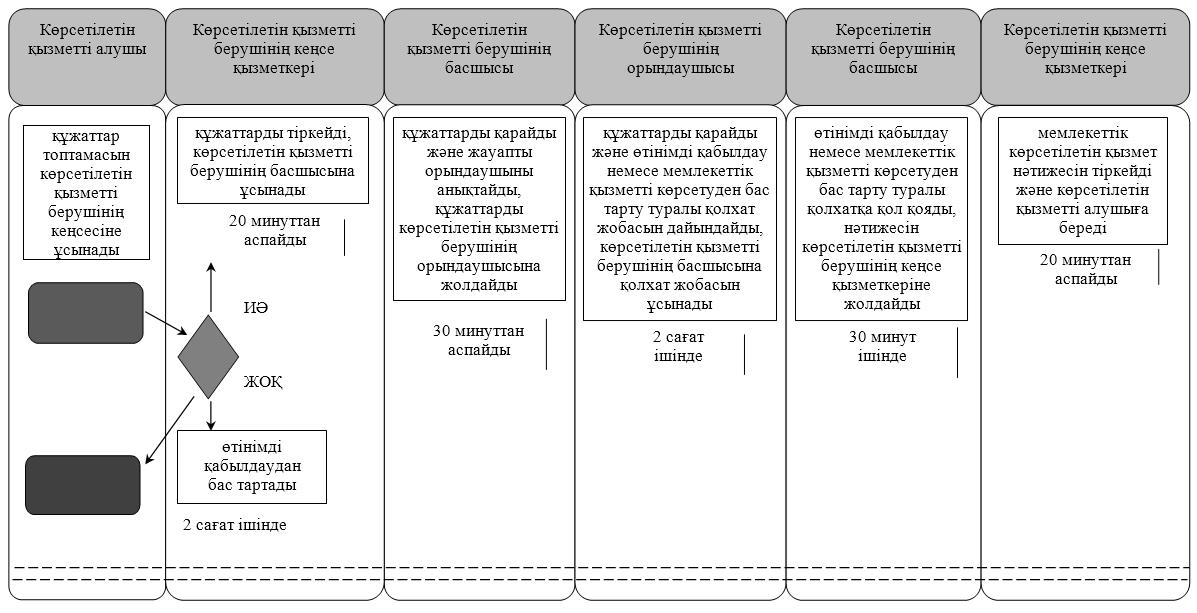 Көрсетілетін
қызметті алушы
Көрсетілетін қызметті
берушінің кеңсе
қызметкері
Көрсетілетін
қызметті берушінің
басшысы
Көрсетілетін қызметті
берушінің
орындаушысы
Көрсетілетін
қызметті берушінің
басшысы
Көрсетілетін қызметті
берушінің кеңсе
қызметкері
құжаттар
топтамасын
көрсетілетін
қызметті
берушінің
кеңсесіне
ұсынады
құжаттарды тіркейді,
көрсетілетін қызметті
берушінің басшысына
ұсынады
20 минуттан
аспайды
ИӘ
ЖОҚ
өтінімді
қабылдаудан
бас тартады
2 сағат ішінде
құжаттарды қарайды
және жауапты
орындаушыны
анықтайды,
құжаттарды
көрсетілетін қызметті
берушінің
орындаушысына
жолдайды
30 минуттан
аспайды
құжаттарды қарайды
және өтінімді қабылдау
немесе мемлекеттік
қызметті көрсетуден бас
тарту туралы қолхат
жобасын дайындайды,
көрсетілетін қызметті
берушінің басшысына
қолхат жобасын
ұсынады
2 сағат
ішінде
өтінімді қабылдау
немесе мемлекеттік
қызметті көрсетуден
бас тарту туралы
қолхатқа қол қояды,
нәтижесін
көрсетілетін қызметті
берушінің кеңсе
қызметкеріне
жолдайды
30 минут
ішінде
мемлекеттік
көрсетілетін қызмет
нәтижесін тіркейді
және көрсетілетін
қызметті алушыға
береді
20 минуттан
аспайды